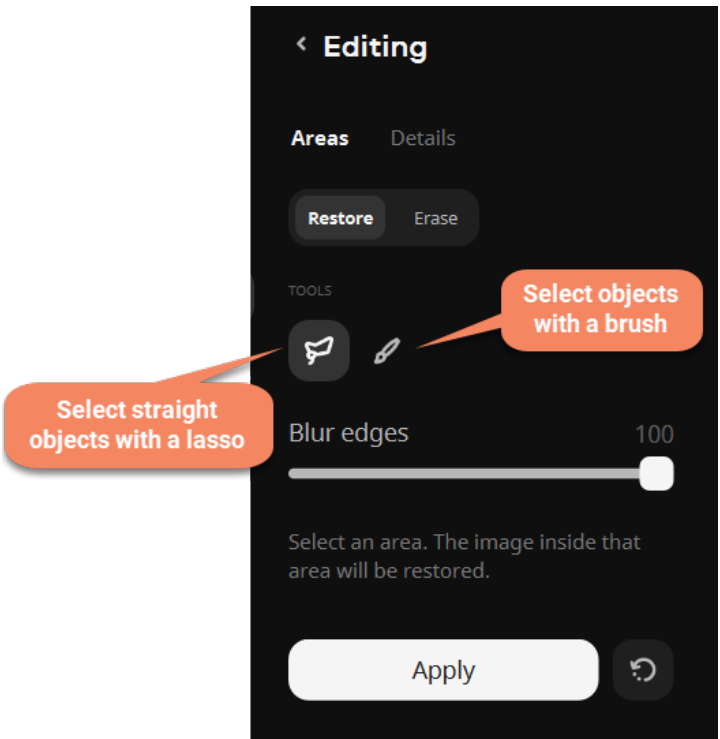 Editing
Areas Details
Restore Erase
TOOLS
Select objects
with a brush
Select straight
objects with a lasso
Blur edges 100
Select an area. The image inside that
area will be restored.
Apply